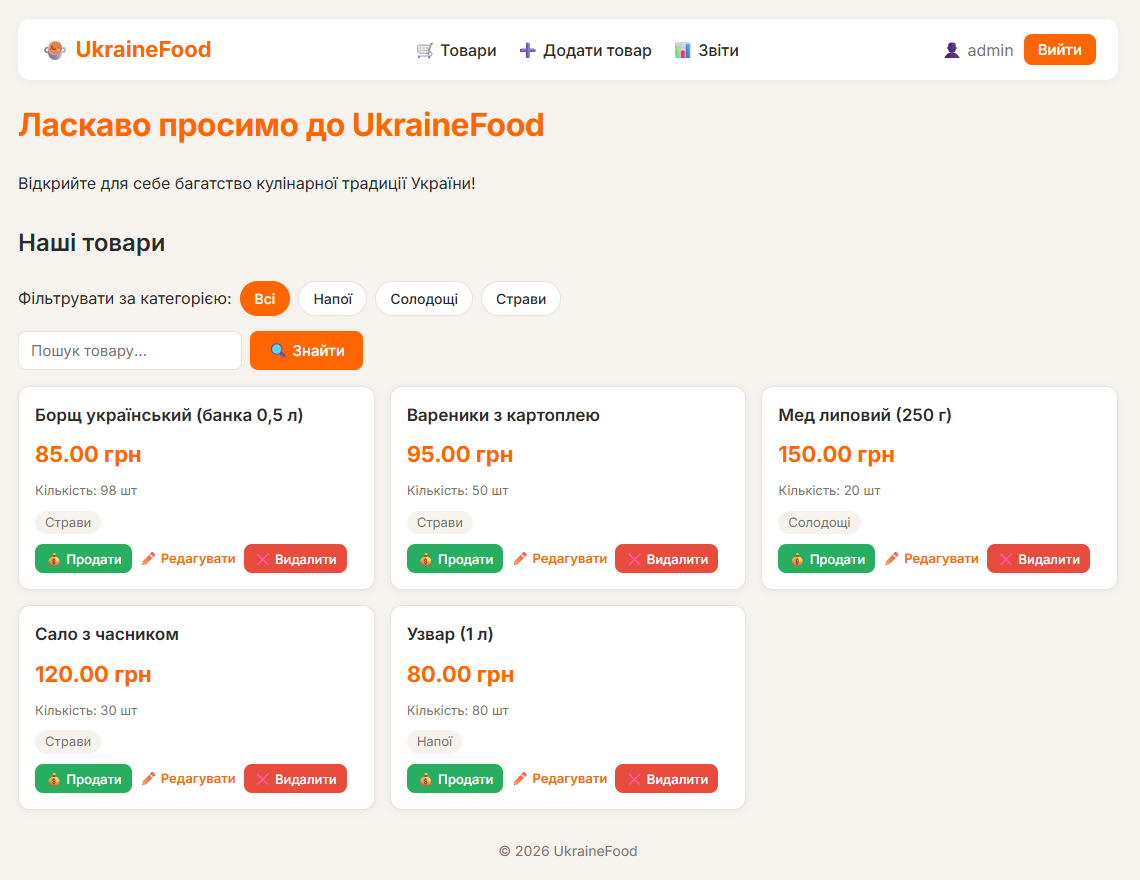 UkraineFood
Товари
Додати товар
Звіти
admin
Вийти
Ласкаво просимо до UkraineFood
Відкрийте для себе багатство кулінарної традиції України!
Наші товари
Фільтрувати за категорією: Всі Напої Солодощі Страви
Пошук товару... Знайти
Борщ український (банка 0,5 л)
85.00 грн
Кількість: 98 шт
Страви
Продати Редагувати Видалити
Вареники з картоплею
95.00 грн
Кількість: 50 шт
Страви
Продати Редагувати Видалити
Мед липовий (250 г)
150.00 грн
Кількість: 20 шт
Солодощі
Продати Редагувати Видалити
Сало з часником
120.00 грн
Кількість: 30 шт
Страви
Продати Редагувати Видалити
Узвар (1 л)
80.00 грн
Кількість: 80 шт
Напої
Продати Редагувати Видалити
© 2026 UkraineFood